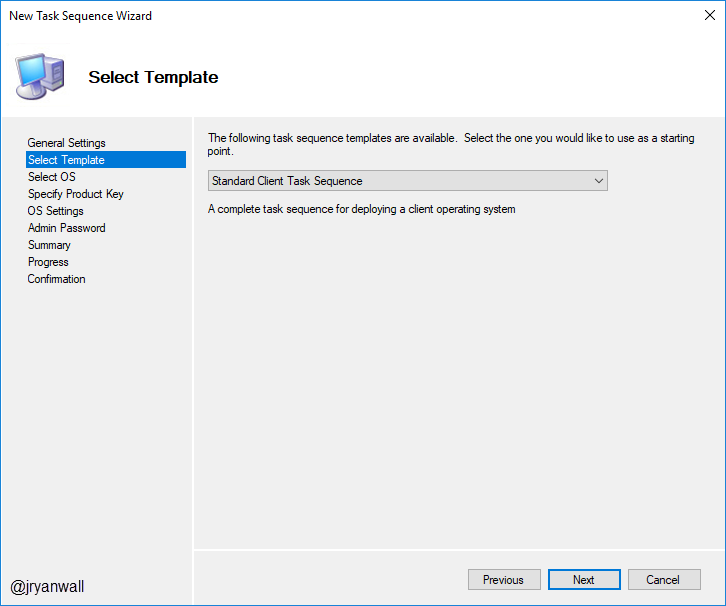 New Task Sequence Wizard
Select Template
General Settings
Select Template
Select OS
Specify Product Key
OS Settings
Admin Password
Summary
Progress
Confirmation
The following task sequence templates are available.  Select the one you would like to use as a starting
point.
Standard Client Task Sequence
A complete task sequence for deploying a client operating system
@jryanwall
Previous
Next
Cancel